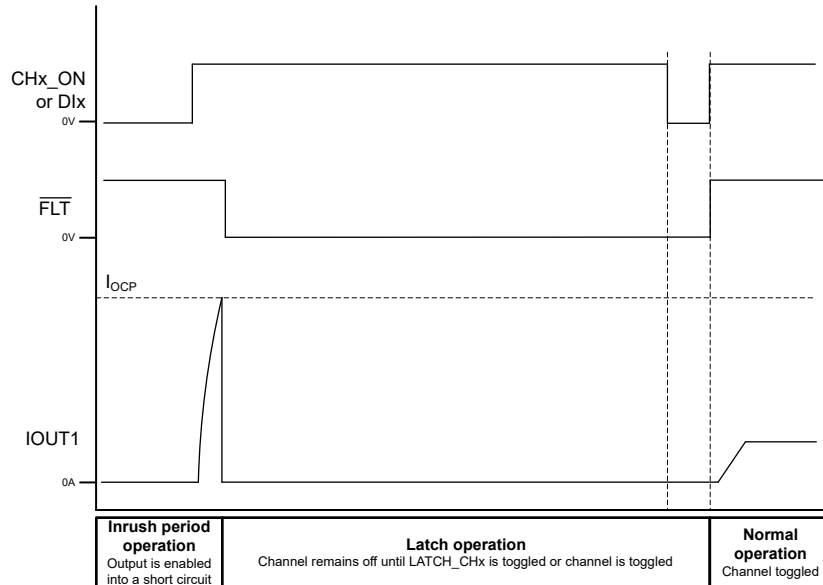 CHx_ON
or DIx
0V
FLT
0V
IOCP
IOUT1
0A
Inrush period
operation
Output is enabled
into a short circuit
Latch operation
Channel remains off until LATCH_CHx is toggled or channel is toggled
Normal
operation
Channel toggled